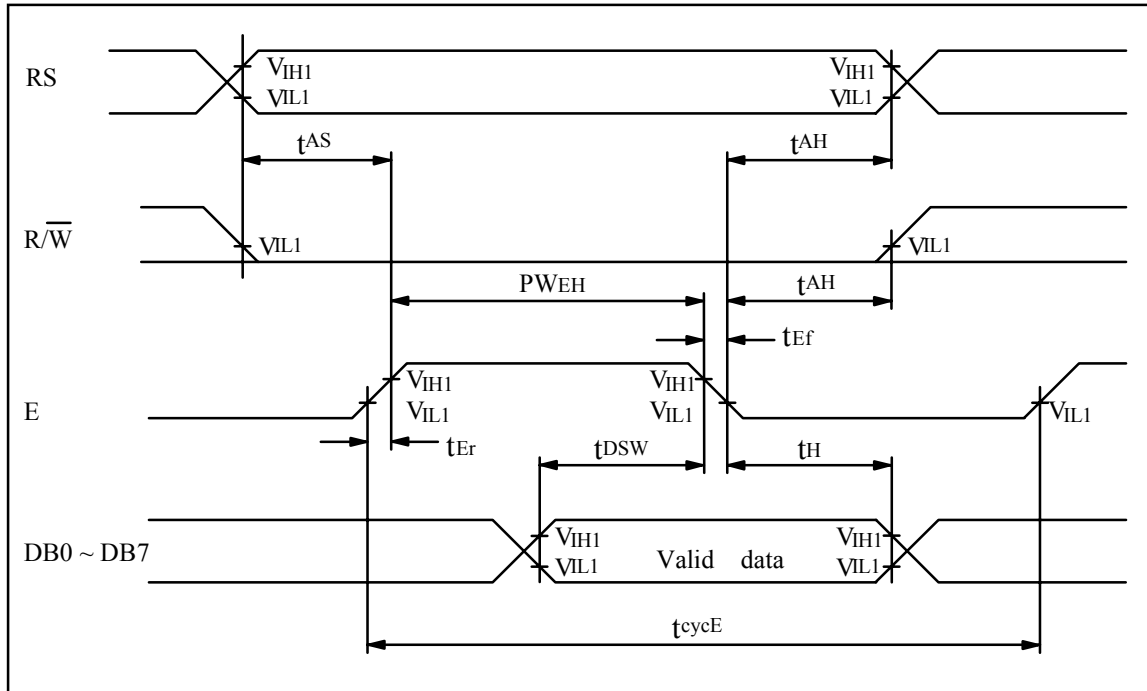 RS
VIH1
VIL1
VIH1
VIL1
tAS
tAH
R/W̅
VIL1
VIL1
PWEH
tAH
tEf
E
VIH1
VIL1
VIH1
VIL1
VIL1
tEr
tDSW
tH
DB0 ~ DB7
VIH1
VIL1
Valid data
VIH1
VIL1
tcycE